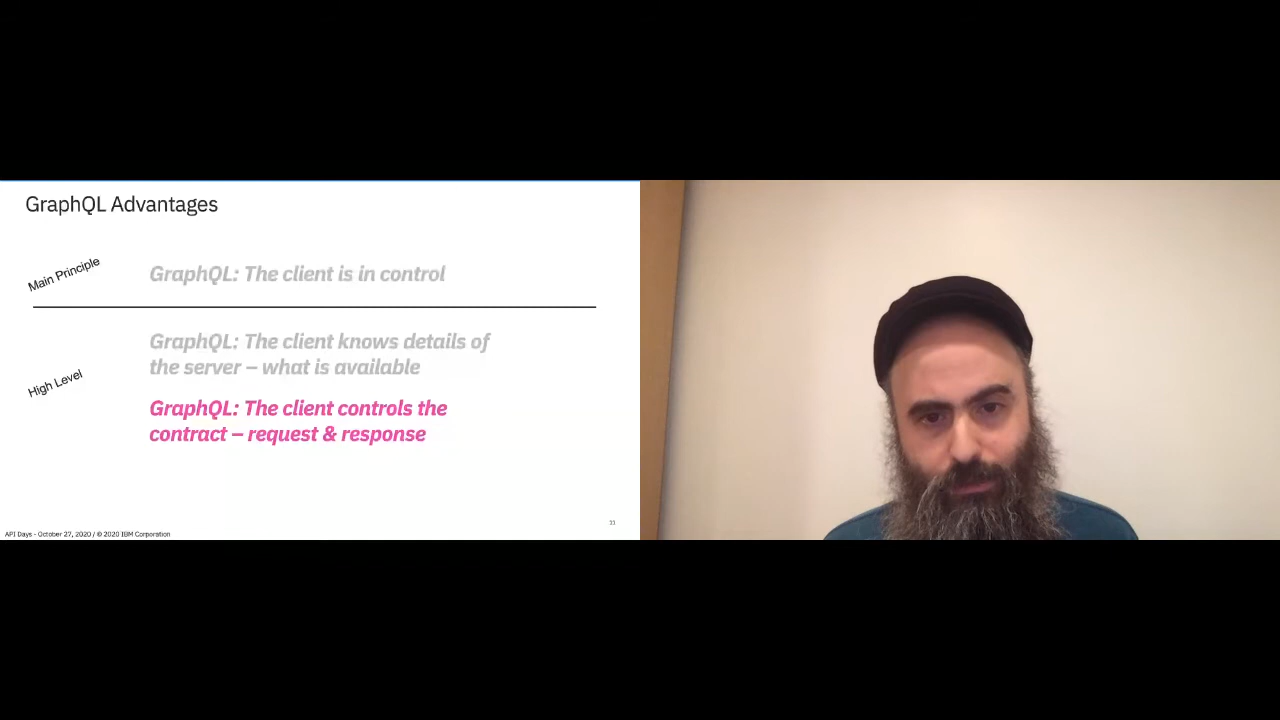 GraphQL Advantages
Main Principle
GraphQL: The client is in control
GraphQL: The client knows details of
the server – what is available
High Level
GraphQL: The client controls the
contract – request & response
11
API Days - October 27, 2020 / © 2020 IBM Corporation